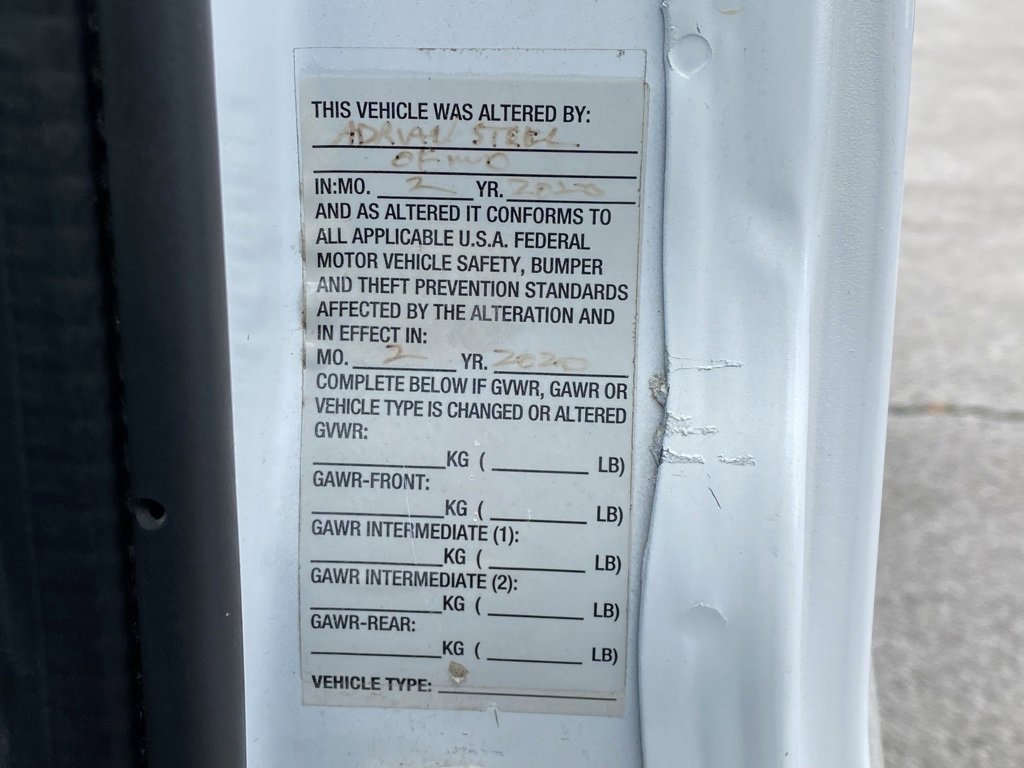 THIS VEHICLE WAS ALTERED BY:
ADRIAN STEEL
OF
IN:MO. 2 YR. 2020
AND AS ALTERED IT CONFORMS TO
ALL APPLICABLE U.S.A. FEDERAL
MOTOR VEHICLE SAFETY, BUMPER
AND THEFT PREVENTION STANDARDS
AFFECTED BY THE ALTERATION AND
IN EFFECT IN:
MO. 2 YR. 2020
COMPLETE BELOW IF GVWR, GAWR OR
VEHICLE TYPE IS CHANGED OR ALTERED
GVWR:
KG ( LB)
GAWR-FRONT:
KG ( LB)
GAWR INTERMEDIATE (1):
KG ( LB)
GAWR INTERMEDIATE (2):
KG ( LB)
GAWR-REAR:
KG ( LB)
VEHICLE TYPE: